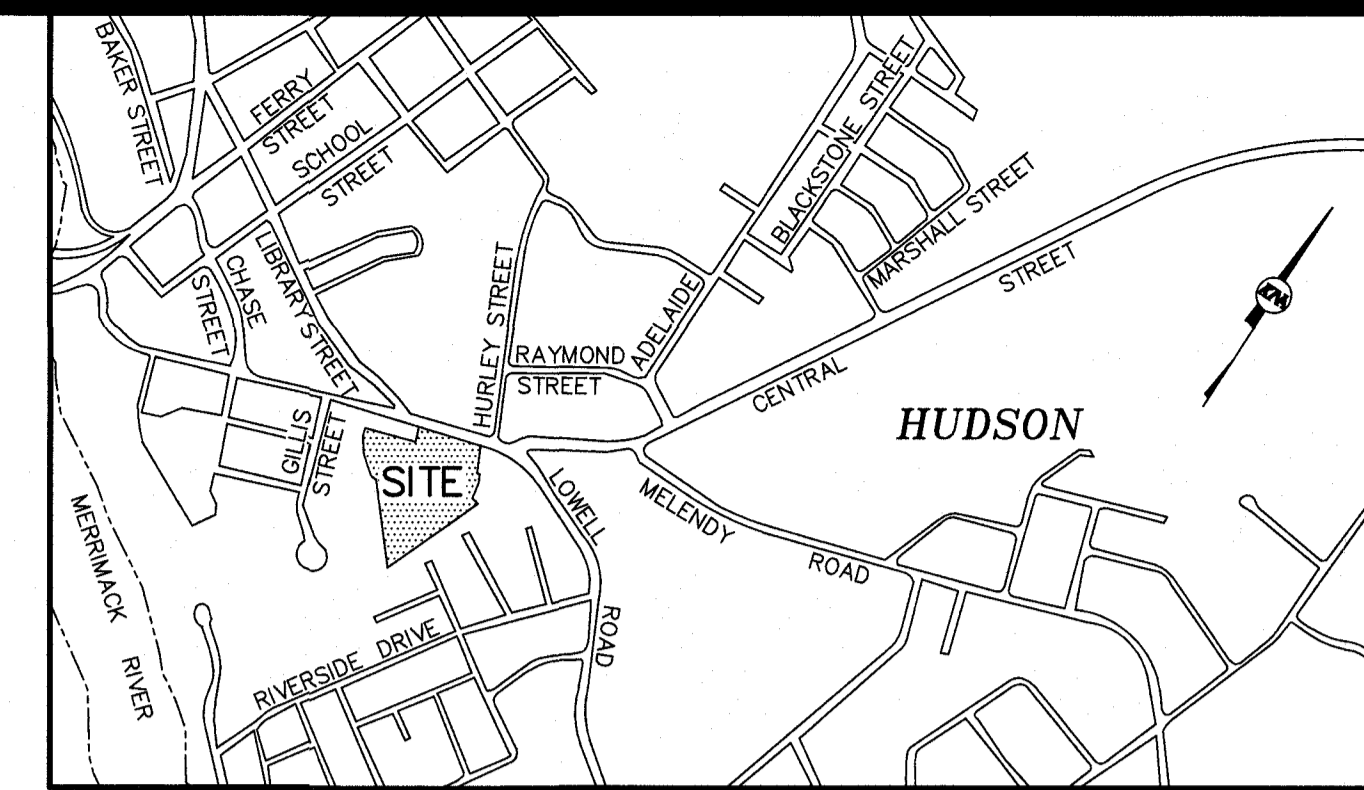 BAKER STREET
FERRY
STREET
SCHOOL
STREET
BLACKSTONE STREET
MARSHALL STREET
STREET
CHASE
STREET
LIBRARY STREET
HURLEY STREET
ADELAIDE
RAYMOND
STREET
CENTRAL
HUDSON
GILLIS
STREET
SITE
LOWELL
ROAD
MELENDY
ROAD
MERRIMACK
RIVER
RIVERSIDE DRIVE